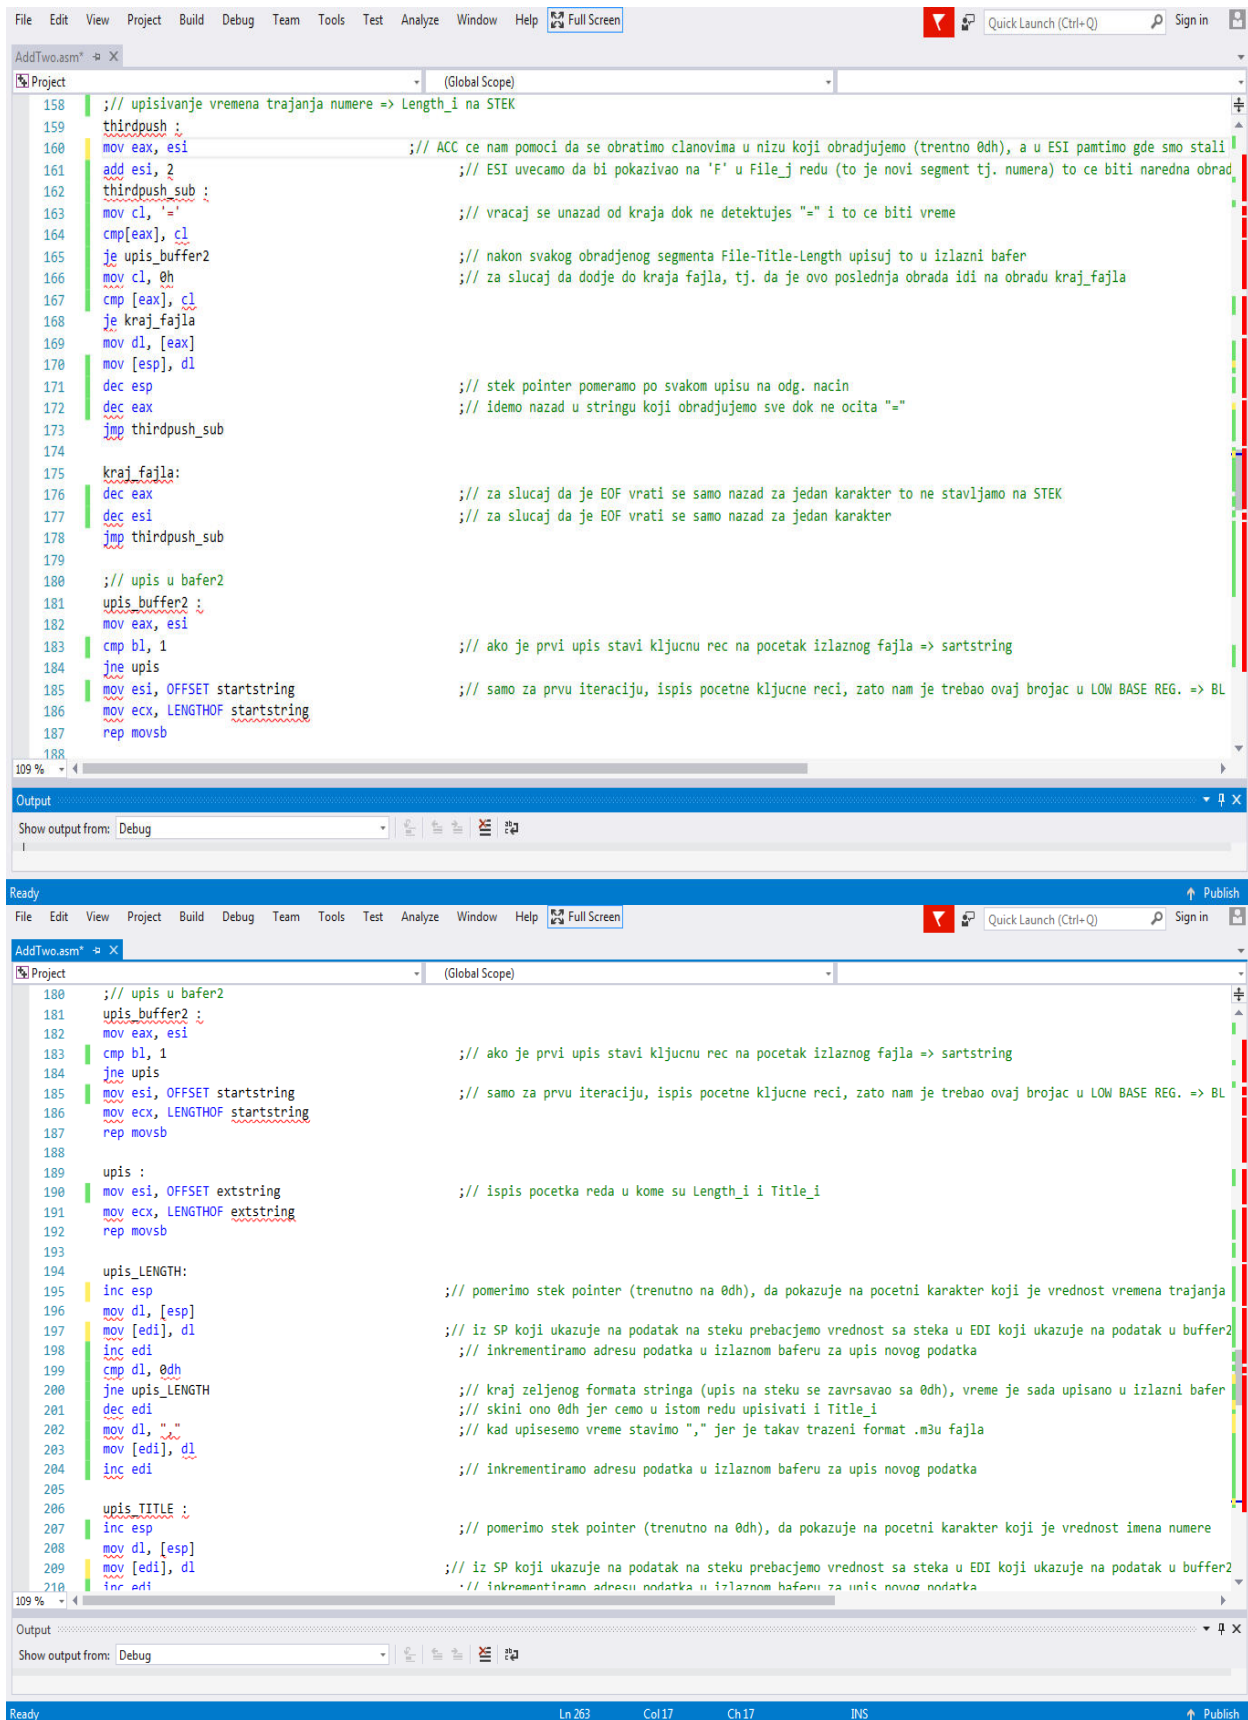 File Edit View Project Build Debug Team Tools Test Analyze Window Help Full Screen Quick Launch (Ctrl+Q) Sign in
AddTwo.asm*
Project (Global Scope)
158 ;// upisivanje vremena trajanja numere => Length_i na STEK
159 thirdpush :
160 mov eax, esi ;// ACC ce nam pomoci da se obratimo clanovima u nizu koji obradjujemo (trentno 0dh), a u ESI pamtimo gde smo stali
161 add esi, 2 ;// ESI uvecamo da bi pokazivao na 'F' u File_j redu (to je novi segment tj. numera) to ce biti naredna obrad
162 thirdpush_sub :
163 mov cl, '=' ;// vracaj se unazad od kraja dok ne detektujes "=" i to ce biti vreme
164 cmp[eax], cl
165 je upis_buffer2 ;// nakon svakog obradjenog segmenta File-Title-Length upisuj to u izlazni bafer
166 mov cl, 0h ;// za slucaj da dodje do kraja fajla, tj. da je ovo poslednja obrada idi na obradu kraj_fajla
167 cmp [eax], cl
168 je kraj_fajla
169 mov dl, [eax]
170 mov [esp], dl
171 dec esp ;// stek pointer pomeramo po svakom upisu na odg. nacin
172 dec eax ;// idemo nazad u stringu koji obradjujemo sve dok ne ocita "="
173 jmp thirdpush_sub
174
175 kraj_fajla:
176 dec eax ;// za slucaj da je EOF vrati se samo nazad za jedan karakter to ne stavljamo na STEK
177 dec esi ;// za slucaj da je EOF vrati se samo nazad za jedan karakter
178 jmp thirdpush_sub
179
180 ;// upis u bafer2
181 upis_buffer2 :
182 mov eax, esi
183 cmp bl, 1 ;// ako je prvi upis stavi kljucnu rec na pocetak izlaznog fajla => sartstring
184 jne upis
185 mov esi, OFFSET startstring ;// samo za prvu iteraciju, ispis pocetne kljucne reci, zato nam je trebao ovaj brojac u LOW BASE REG. => BL
186 mov ecx, LENGTHOF startstring
187 rep movsb
188
109 %
Output
Show output from: Debug
Ready Publish
File Edit View Project Build Debug Team Tools Test Analyze Window Help Full Screen Quick Launch (Ctrl+Q) Sign in
AddTwo.asm*
Project (Global Scope)
180 ;// upis u bafer2
181 upis_buffer2 :
182 mov eax, esi
183 cmp bl, 1 ;// ako je prvi upis stavi kljucnu rec na pocetak izlaznog fajla => sartstring
184 jne upis
185 mov esi, OFFSET startstring ;// samo za prvu iteraciju, ispis pocetne kljucne reci, zato nam je trebao ovaj brojac u LOW BASE REG. => BL
186 mov ecx, LENGTHOF startstring
187 rep movsb
188
189 upis :
190 mov esi, OFFSET extstring ;// ispis pocetka reda u kome su Length_i i Title_i
191 mov ecx, LENGTHOF extstring
192 rep movsb
193
194 upis_LENGTH:
195 inc esp ;// pomerimo stek pointer (trenutno na 0dh), da pokazuje na pocetni karakter koji je vrednost vremena trajanja
196 mov dl, [esp]
197 mov [edi], dl ;// iz SP koji ukazuje na podatak na steku prebacjemo vrednost sa steka u EDI koji ukazuje na podatak u buffer2
198 inc edi ;// inkrementiramo adresu podatka u izlaznom baferu za upis novog podatka
199 cmp dl, 0dh
200 jne upis_LENGTH ;// kraj zeljenog formata stringa (upis na steku se zavrsavao sa 0dh), vreme je sada upisano u izlazni bafer
201 dec edi ;// skini ono 0dh jer cemo u istom redu upisivati i Title_i
202 mov dl, "," ;// kad upisesemo vreme stavimo "," jer je takav trazeni format .m3u fajla
203 mov [edi], dl
204 inc edi ;// inkrementiramo adresu podatka u izlaznom baferu za upis novog podatka
205
206 upis_TITLE :
207 inc esp ;// pomerimo stek pointer (trenutno na 0dh), da pokazuje na pocetni karakter koji je vrednost imena numere
208 mov dl, [esp]
209 mov [edi], dl ;// iz SP koji ukazuje na podatak na steku prebacjemo vrednost sa steka u EDI koji ukazuje na podatak u buffer2
210 inc edi ;// inkrementiramo adresu podatka u izlaznom baferu za upis novog podatka
109 %
Output
Show output from: Debug
Ready Ln 263 Col 17 Ch 17 INS Publish